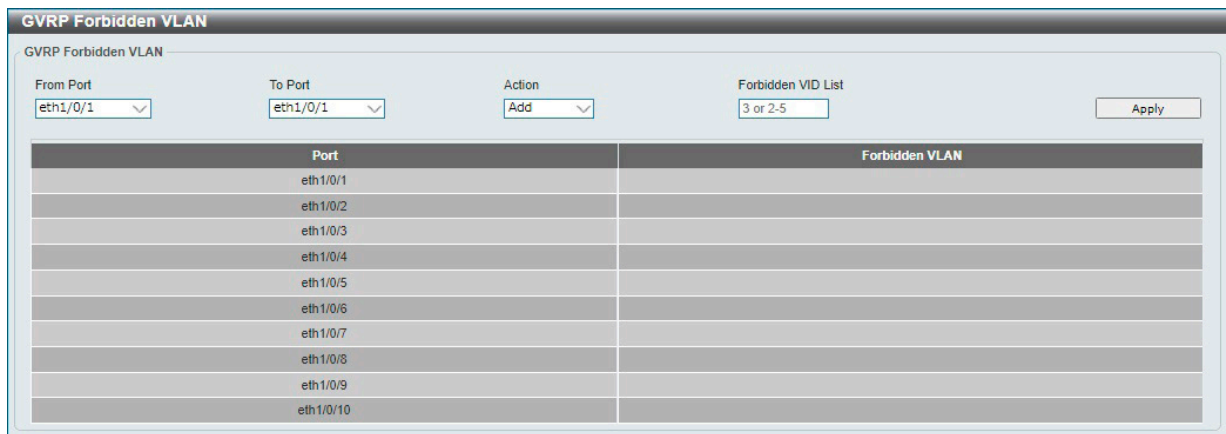 GVRP Forbidden VLAN
GVRP Forbidden VLAN
From Port To Port Action Forbidden VID List
eth1/0/1 eth1/0/1 Add 3 or 2-5 Apply
Port Forbidden VLAN
eth1/0/1
eth1/0/2
eth1/0/3
eth1/0/4
eth1/0/5
eth1/0/6
eth1/0/7
eth1/0/8
eth1/0/9
eth1/0/10